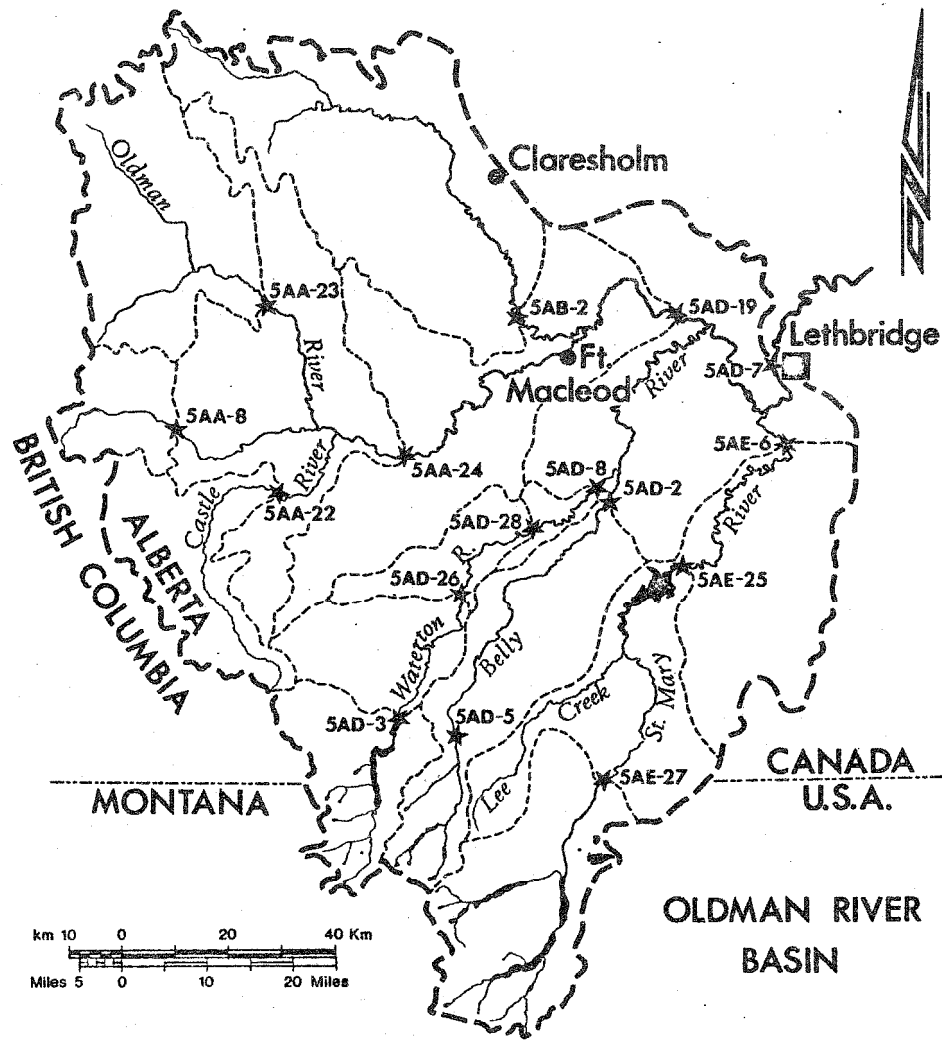 Claresholm
Oldman
5AA-23
5AB-2
5AD-19
Lethbridge
River
Ft.
Macleod
River
5AD-7
5AA-8
BRITISH COLUMBIA
ALBERTA
Castle
River
5AA-22
5AA-24
5AD-8
5AD-2
5AE-6
River
5AD-28
R.
5AD-26
5AE-25
Waterton
Belly
Creek
St. Mary
5AD-3
5AD-5
Lee
5AE-27
MONTANA
CANADA
U.S.A.
OLDMAN RIVER
BASIN
km 10 0 20 40 Km
Miles 5 0 10 20 Miles